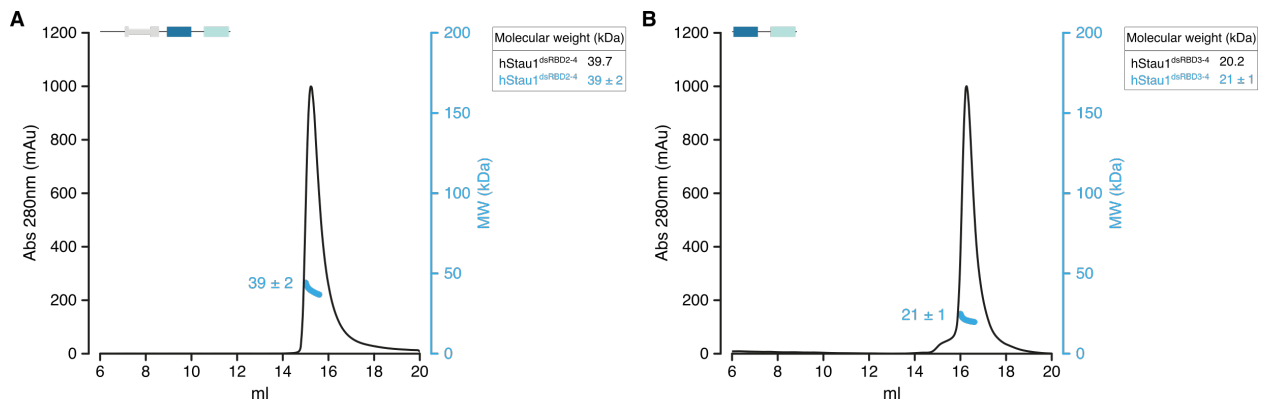 A
1200
1000
800
600
400
200
0
Abs 280nm (mAu)
6 8 10 12 14 16 18 20
ml
200
150
100
50
0
MW (kDa)
39 ± 2
Molecular weight (kDa)
hStau1dsRBD2-4 39.7
hStau1dsRBD2-4 39 ± 2
B
1200
1000
800
600
400
200
0
Abs 280nm (mAu)
6 8 10 12 14 16 18 20
ml
200
150
100
50
0
MW (kDa)
21 ± 1
Molecular weight (kDa)
hStau1dsRBD3-4 20.2
hStau1dsRBD3-4 21 ± 1